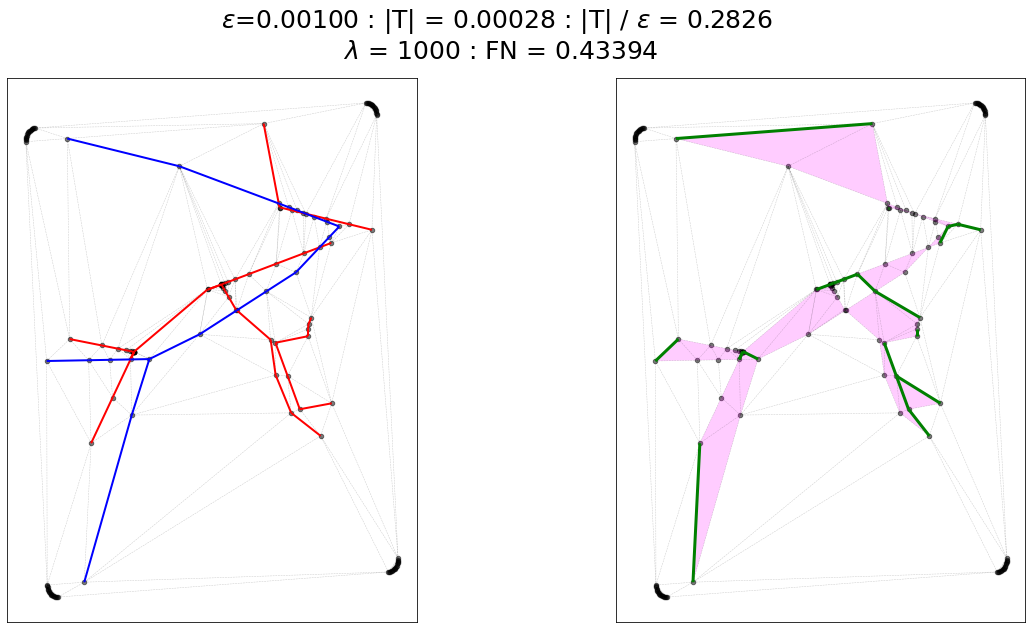 ε=0.00100 : |T| = 0.00028 : |T| / ε = 0.2826
λ = 1000 : FN = 0.43394